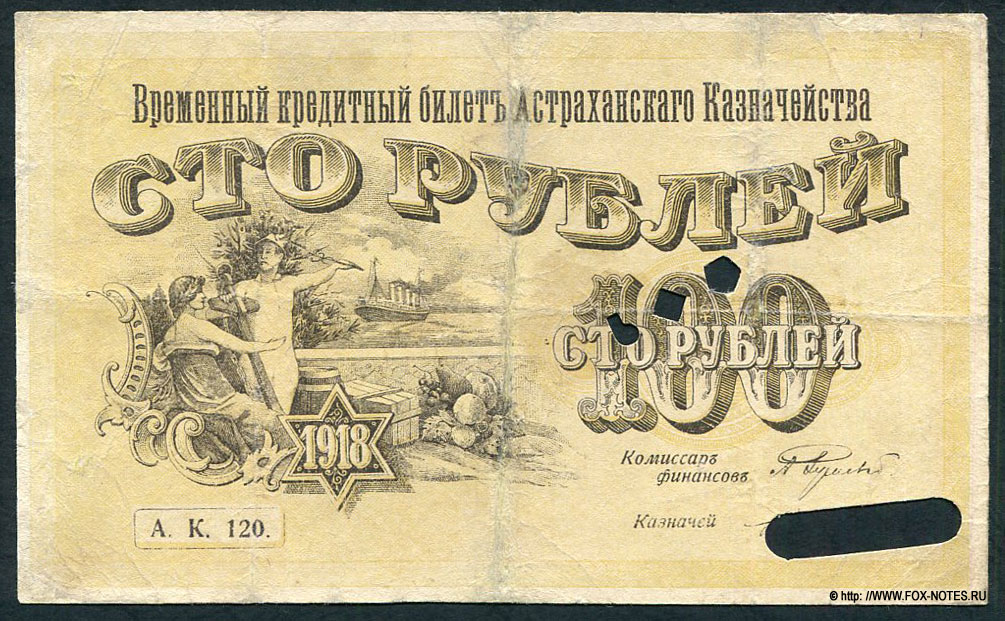 Временный кредитный билетъ Астраханскаго Казначейства
СТО РУБЛЕЙ
100
СТО РУБЛЕЙ
1918
Комиссаръ
финансовъ
А. К. 120.
Казначей
© http: //WWW.FOX-NOTES.RU